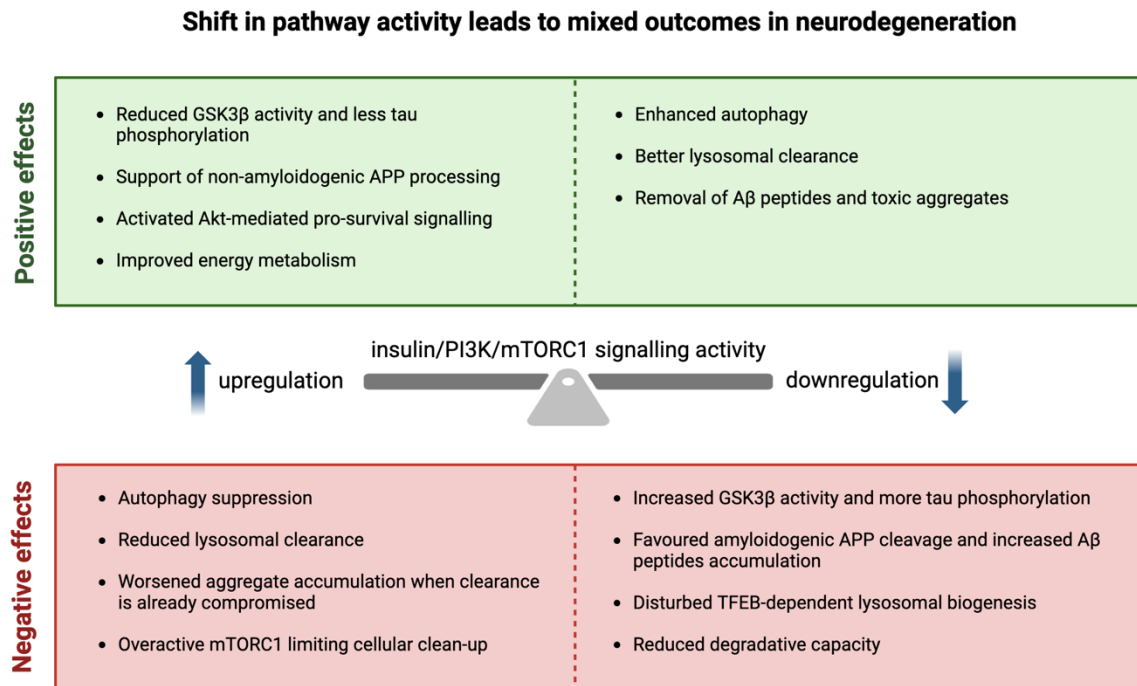 Shift in pathway activity leads to mixed outcomes in neurodegeneration
Positive effects
• Reduced GSK3β activity and less tau
phosphorylation
• Support of non-amyloidogenic APP processing
• Activated Akt-mediated pro-survival signalling
• Improved energy metabolism
• Enhanced autophagy
• Better lysosomal clearance
• Removal of Aβ peptides and toxic aggregates
insulin/PI3K/mTORC1 signalling activity
upregulation
downregulation
Negative effects
• Autophagy suppression
• Reduced lysosomal clearance
• Worsened aggregate accumulation when clearance
is already compromised
• Overactive mTORC1 limiting cellular clean-up
• Increased GSK3β activity and more tau phosphorylation
• Favoured amyloidogenic APP cleavage and increased Aβ
peptides accumulation
• Disturbed TFEB-dependent lysosomal biogenesis
• Reduced degradative capacity